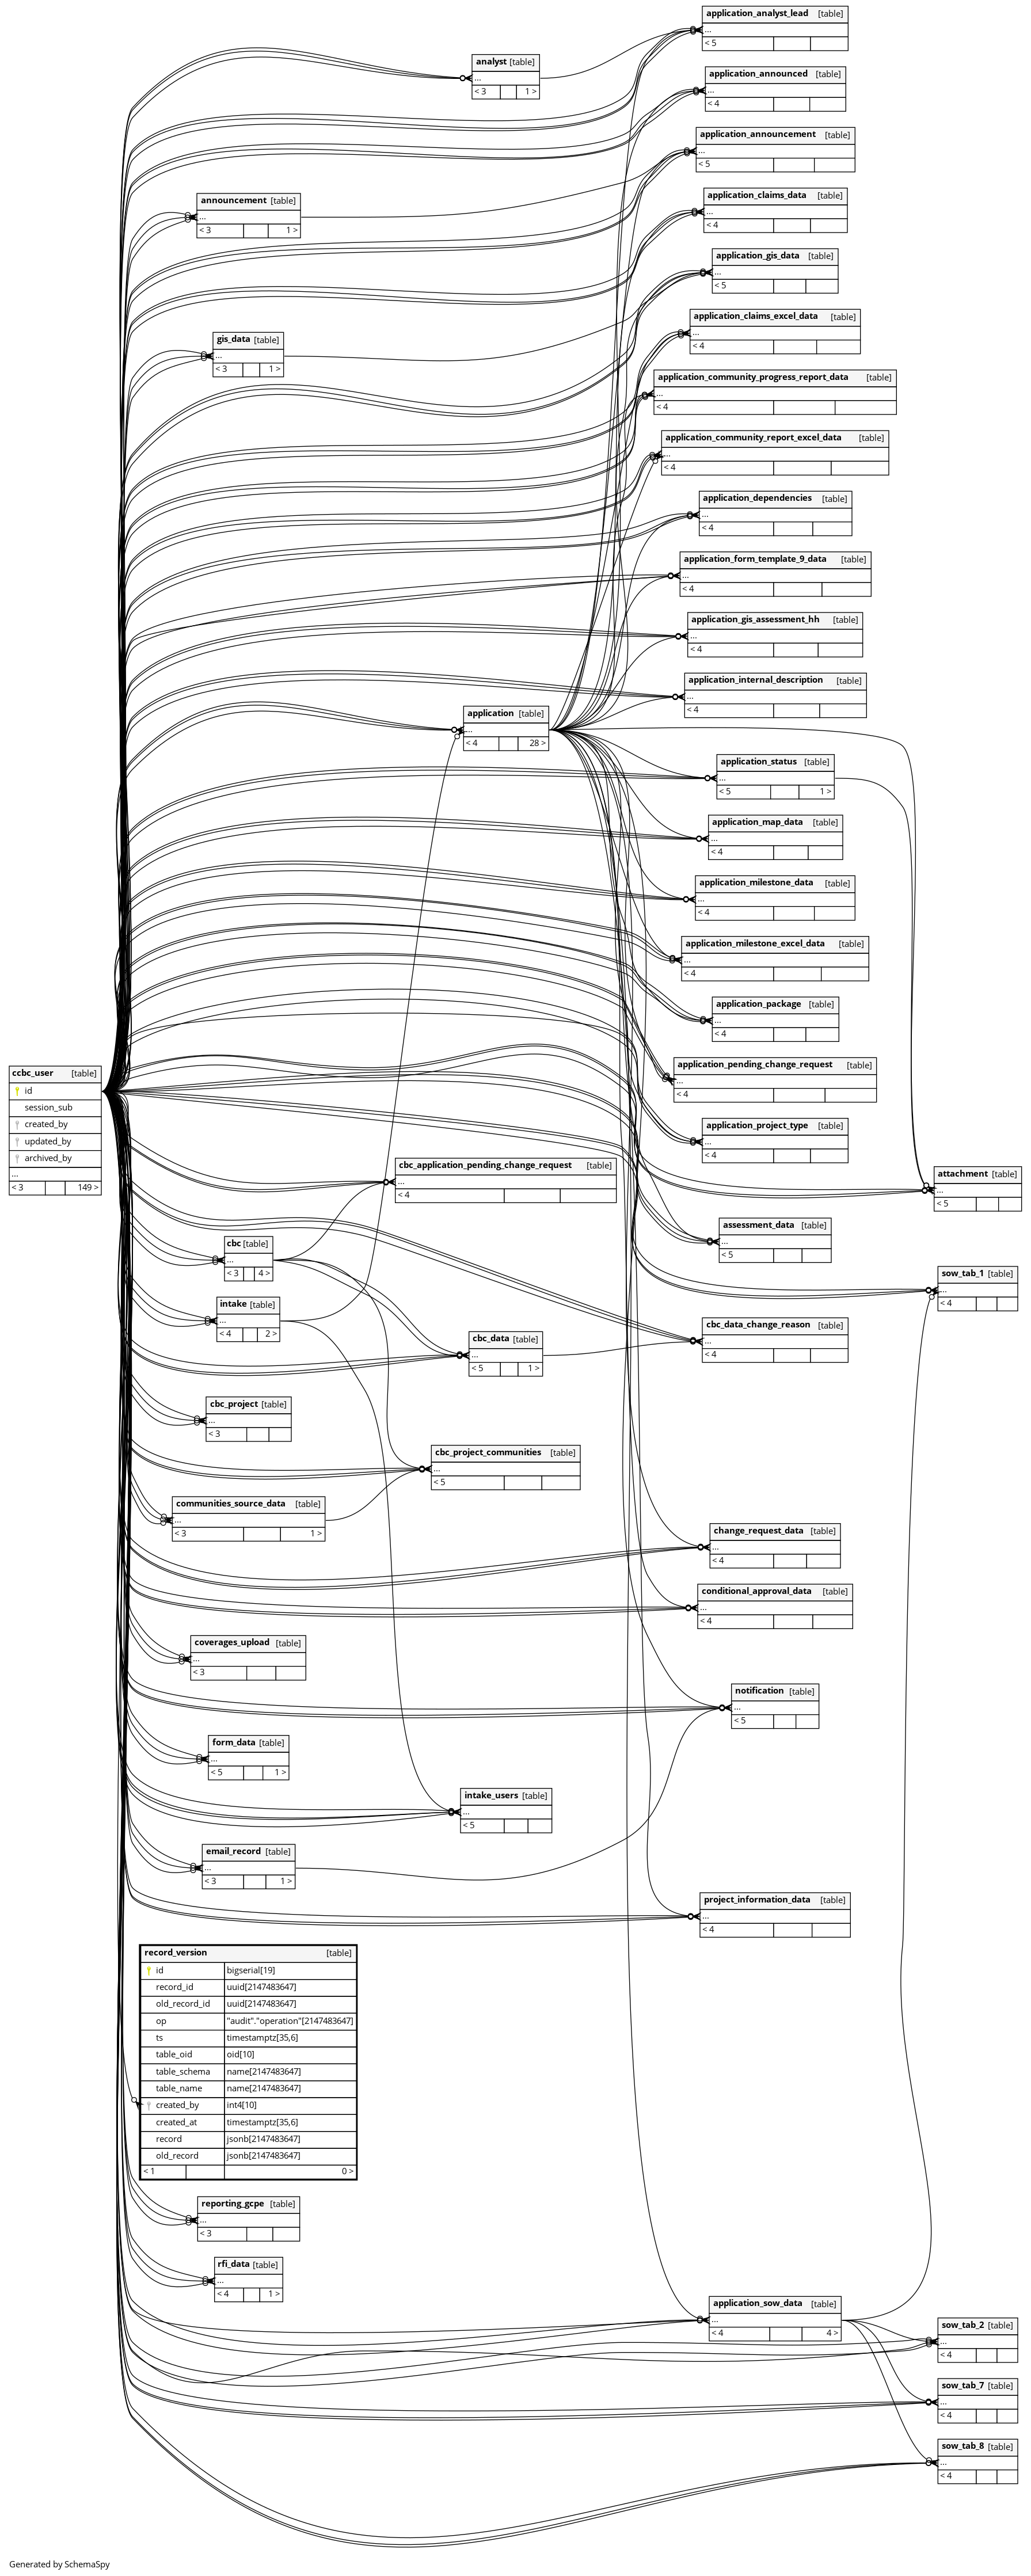 application_analyst_lead [table]
...
< 5
analyst [table]
...
< 3 1 >
application_announced [table]
...
< 4
application_announcement [table]
...
< 5
application_claims_data [table]
...
< 4
announcement [table]
...
< 3 1 >
application_gis_data [table]
...
< 5
application_claims_excel_data [table]
...
< 4
gis_data [table]
...
< 3 1 >
application_community_progress_report_data [table]
...
< 4
application_community_report_excel_data [table]
...
< 4
application_dependencies [table]
...
< 4
application_form_template_9_data [table]
...
< 4
application_gis_assessment_hh [table]
...
< 4
application_internal_description [table]
...
< 4
application [table]
...
< 4 28 >
application_status [table]
...
< 5 1 >
application_map_data [table]
...
< 4
application_milestone_data [table]
...
< 4
application_milestone_excel_data [table]
...
< 4
application_package [table]
...
< 4
application_pending_change_request [table]
...
< 4
ccbc_user [table]
id
session_sub
created_by
updated_by
archived_by
...
< 3 149 >
application_project_type [table]
...
< 4
cbc_application_pending_change_request [table]
...
< 4
attachment [table]
...
< 5
assessment_data [table]
...
< 5
cbc [table]
...
< 3 4 >
sow_tab_1 [table]
...
< 4
intake [table]
...
< 4 2 >
cbc_data_change_reason [table]
...
< 4
cbc_data [table]
...
< 5 1 >
cbc_project [table]
...
< 3
cbc_project_communities [table]
...
< 5
communities_source_data [table]
...
< 3 1 >
change_request_data [table]
...
< 4
conditional_approval_data [table]
...
< 4
coverages_upload [table]
...
< 3
notification [table]
...
< 5
form_data [table]
...
< 5 1 >
intake_users [table]
...
< 5
email_record [table]
...
< 3 1 >
project_information_data [table]
...
< 4
record_version [table]
id bigserial[19]
record_id uuid[2147483647]
old_record_id uuid[2147483647]
op "audit"."operation"[2147483647]
ts timestamptz[35,6]
table_oid oid[10]
table_schema name[2147483647]
table_name name[2147483647]
created_by int4[10]
created_at timestamptz[35,6]
record jsonb[2147483647]
old_record jsonb[2147483647]
< 1 0 >
reporting_gcpe [table]
...
< 3
rfi_data [table]
...
< 4 1 >
application_sow_data [table]
...
< 4 4 >
sow_tab_2 [table]
...
< 4
sow_tab_7 [table]
...
< 4
sow_tab_8 [table]
...
< 4
Generated by SchemaSpy